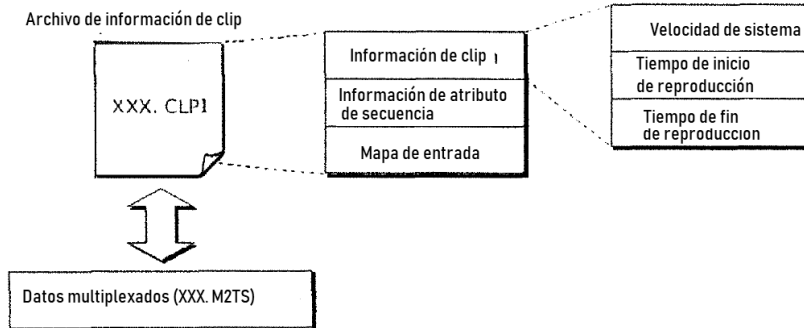 Archivo de información de clip
XXX. CLPI
Información de clip
Información de atributo
de secuencia
Mapa de entrada
Velocidad de sistema
Tiempo de inicio
de reproducción
Tiempo de fin
de reproduccion
Datos multiplexados (XXX. M2TS)